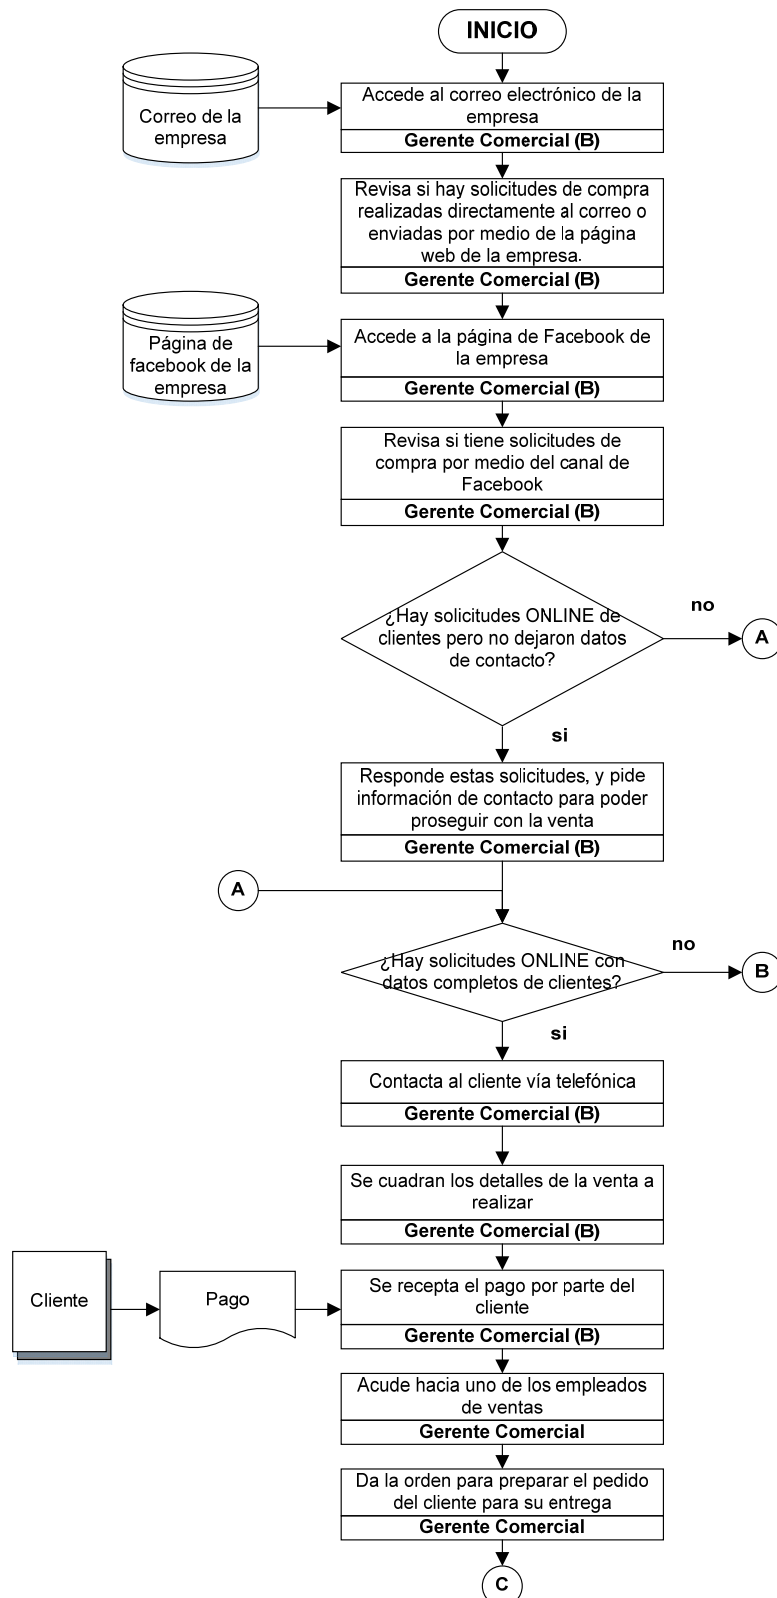 INICIO
Correo de la
empresa
Accede al correo electrónico de la
empresa
Gerente Comercial (B)
Revisa si hay solicitudes de compra
realizadas directamente al correo o
enviadas por medio de la página
web de la empresa.
Gerente Comercial (B)
Página de
facebook de la
empresa
Accede a la página de Facebook de
la empresa
Gerente Comercial (B)
Revisa si tiene solicitudes de
compra por medio del canal de
Facebook
Gerente Comercial (B)
¿Hay solicitudes ONLINE de
clientes pero no dejaron datos
de contacto?
no
A
si
Responde estas solicitudes, y pide
información de contacto para poder
proseguir con la venta
Gerente Comercial (B)
A
¿Hay solicitudes ONLINE con
datos completos de clientes?
no
B
si
Contacta al cliente vía telefónica
Gerente Comercial (B)
Se cuadran los detalles de la venta a
realizar
Gerente Comercial (B)
Cliente
Pago
Se recepta el pago por parte del
cliente
Gerente Comercial (B)
Acude hacia uno de los empleados
de ventas
Gerente Comercial
Da la orden para preparar el pedido
del cliente para su entrega
Gerente Comercial
C